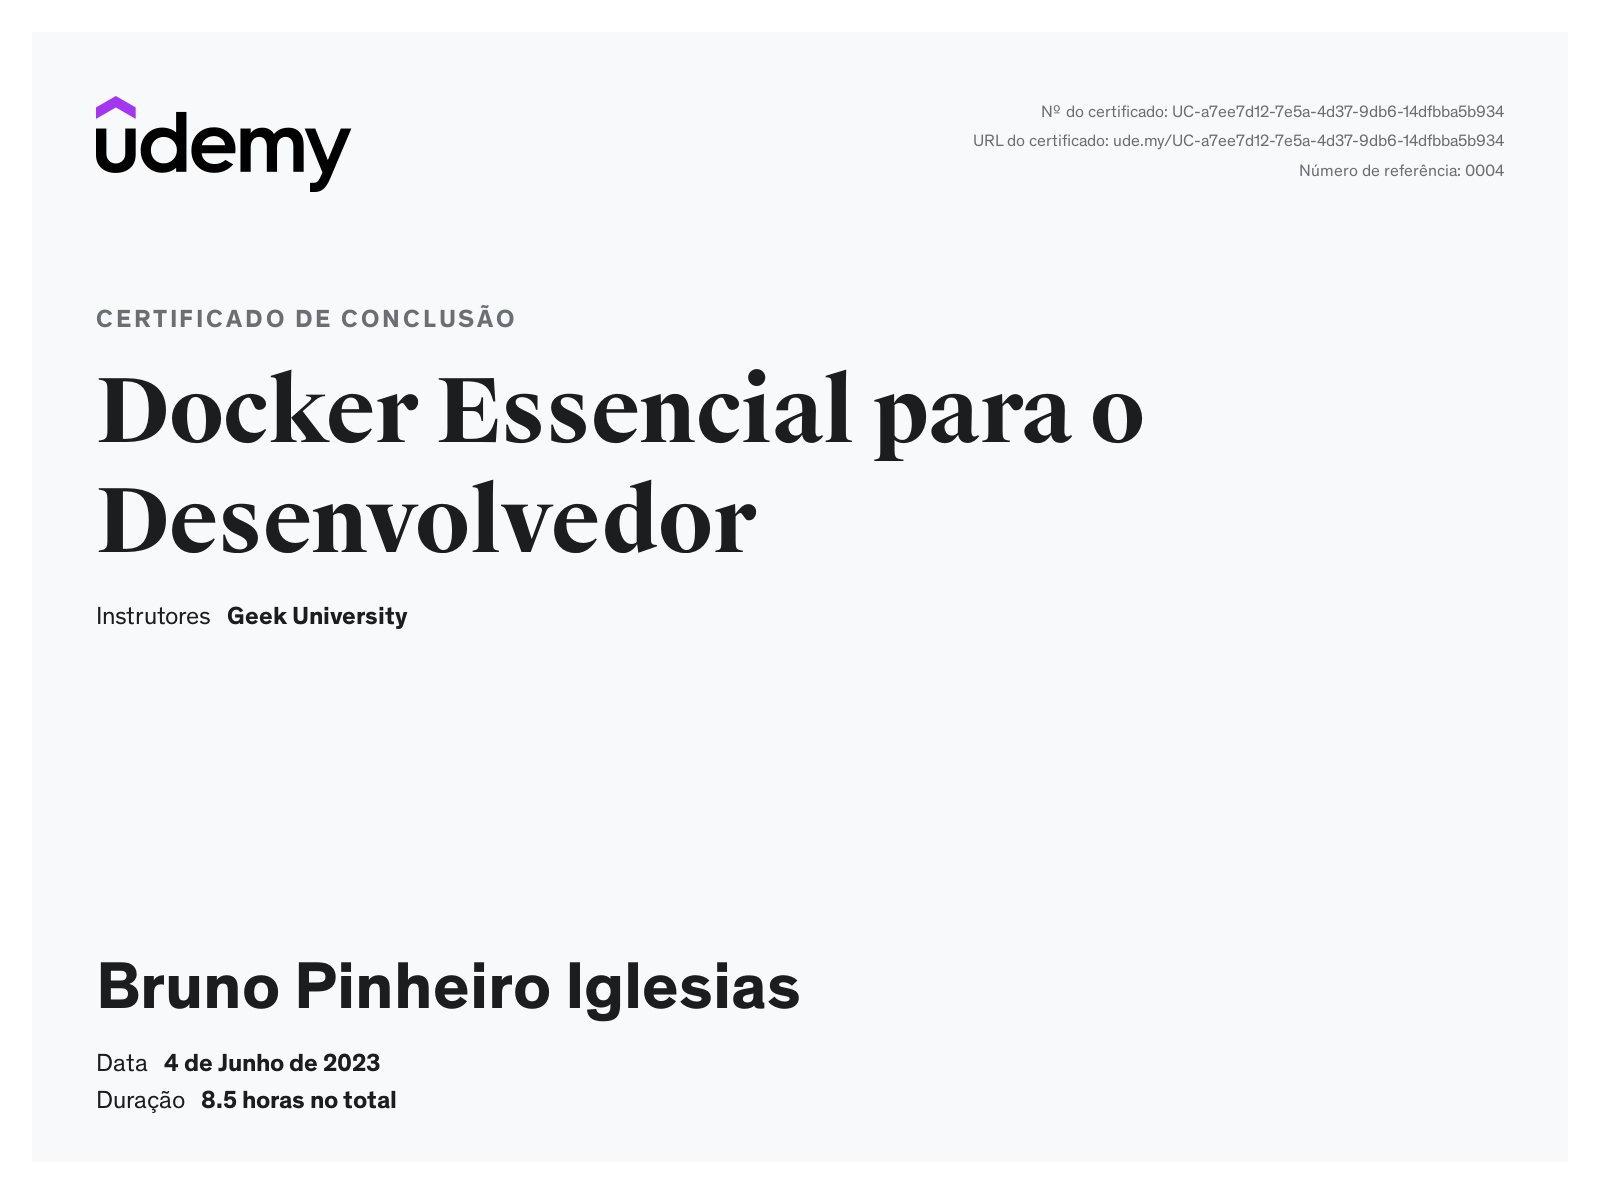 udemy
Nº do certificado: UC-a7ee7d12-7e5a-4d37-9db6-14dfbba5b934
URL do certificado: ude.my/UC-a7ee7d12-7e5a-4d37-9db6-14dfbba5b934
Número de referência: 0004
CERTIFICADO DE CONCLUSÃO
Docker Essencial para o
Desenvolvedor
Instrutores Geek University
Bruno Pinheiro Iglesias
Data 4 de Junho de 2023
Duração 8.5 horas no total